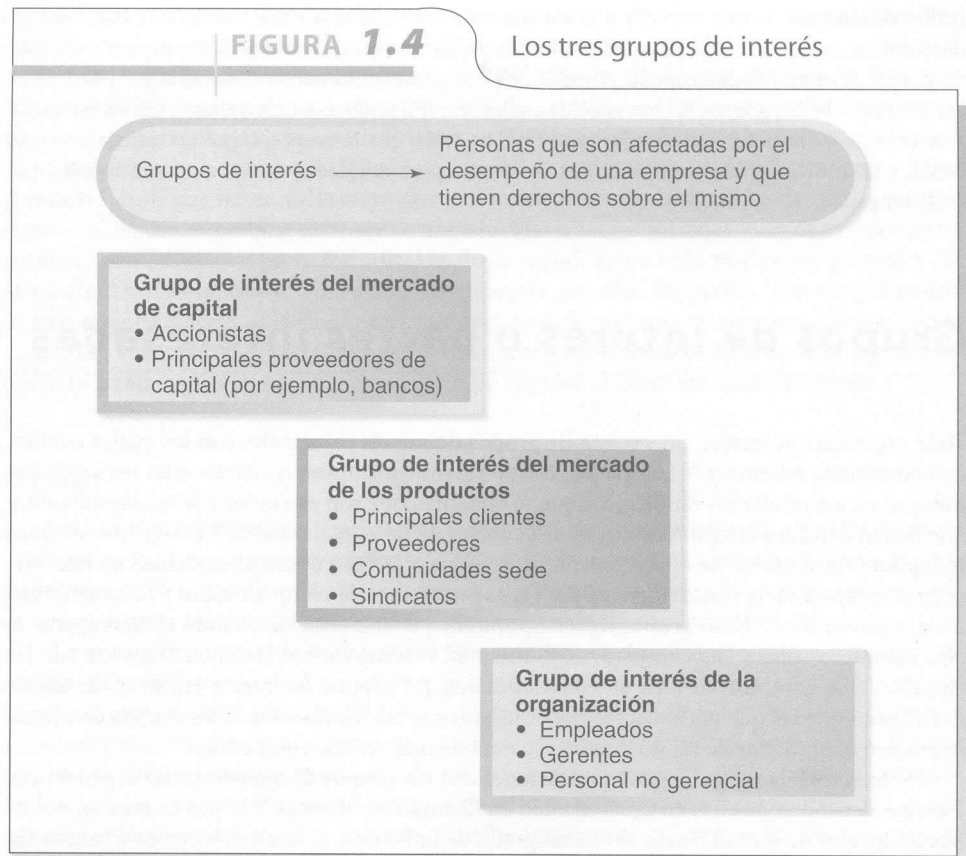 FIGURA 1.4
Los tres grupos de interés
Grupos de interés
Personas que son afectadas por el
desempeño de una empresa y que
tienen derechos sobre el mismo
Grupo de interés del mercado
de capital
• Accionistas
• Principales proveedores de
capital (por ejemplo, bancos)
Grupo de interés del mercado
de los productos
• Principales clientes
• Proveedores
• Comunidades sede
• Sindicatos
Grupo de interés de la
organización
• Empleados
• Gerentes
• Personal no gerencial